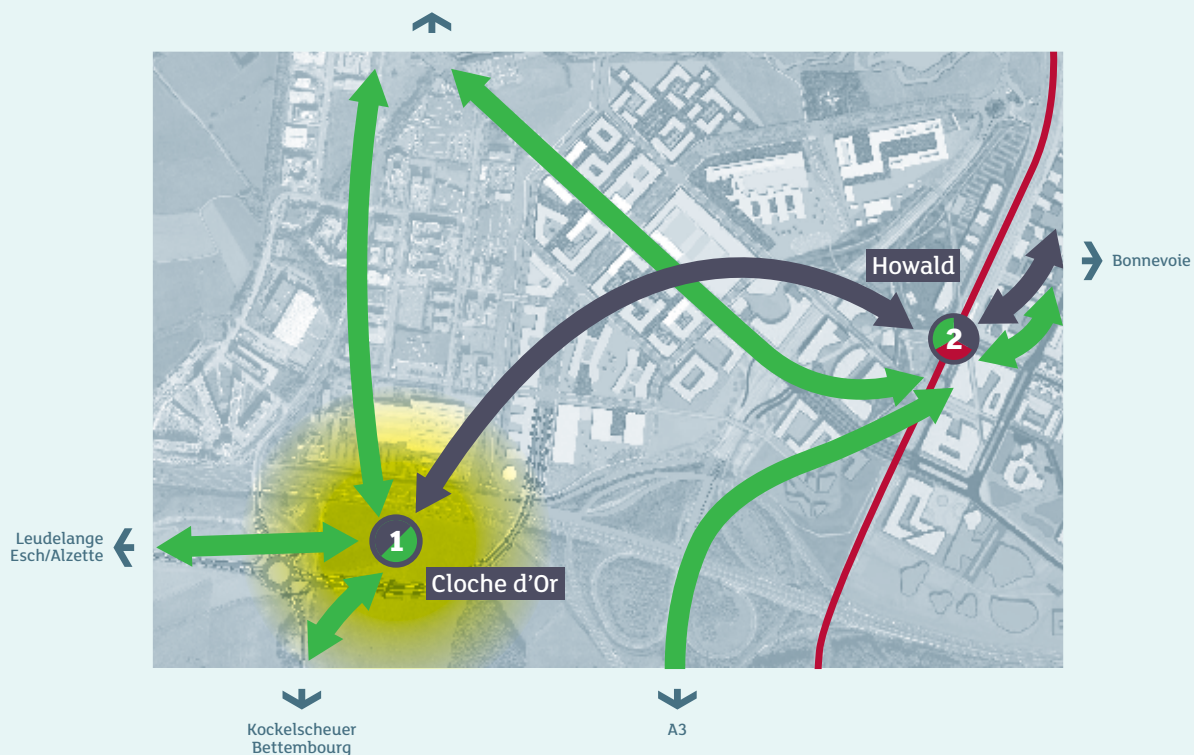 Howald
Bonnevoie
2
Leudelange
Esch/Alzette
1
Cloche d'Or
Kockelscheuer
Bettembourg
A3